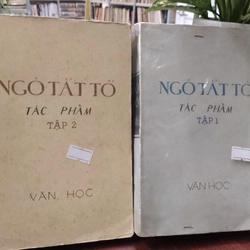 NGÔ TẤT TỐ
TÁC PHẨM
TẬP 2
VĂN HỌC
NGÔ TẤT TỐ
TÁC PHẨM
TẬP 1
VĂN HỌC